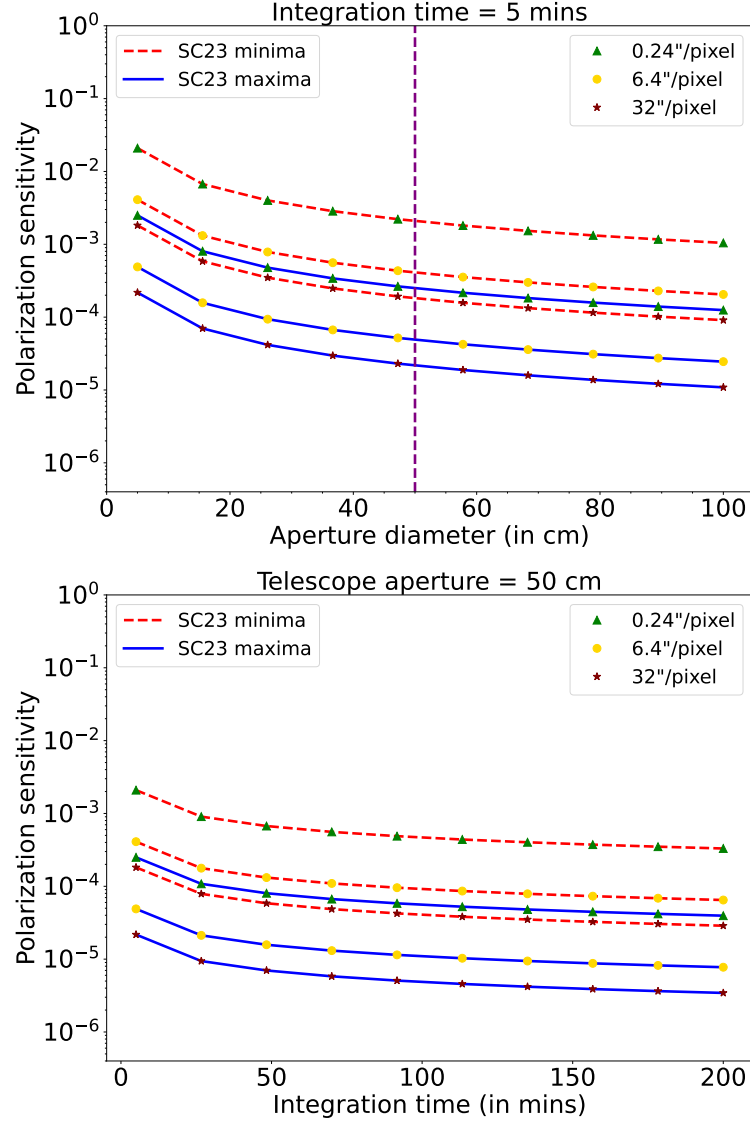 Integration time = 5 mins
SC23 minima
SC23 maxima
0.24"/pixel
6.4"/pixel
32"/pixel
10⁰
10⁻¹
10⁻²
10⁻³
10⁻⁴
10⁻⁵
10⁻⁶
Polarization sensitivity
0 20 40 60 80 100
Aperture diameter (in cm)
Telescope aperture = 50 cm
SC23 minima
SC23 maxima
0.24"/pixel
6.4"/pixel
32"/pixel
10⁰
10⁻¹
10⁻²
10⁻³
10⁻⁴
10⁻⁵
10⁻⁶
Polarization sensitivity
0 50 100 150 200
Integration time (in mins)